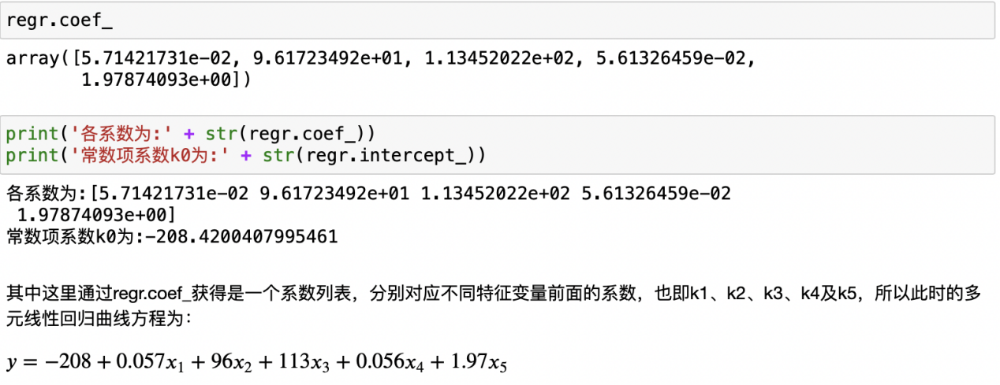 regr.coef_
array([5.71421731e-02, 9.61723492e+01, 1.13452022e+02, 5.61326459e-02,
1.97874093e+00])
print('各系数为:' + str(regr.coef_))
print('常数项系数k0为:' + str(regr.intercept_))
各系数为:[5.71421731e-02 9.61723492e+01 1.13452022e+02 5.61326459e-02
1.97874093e+00]
常数项系数k0为:-208.4200407995461
其中这里通过regr.coef_获得是一个系数列表，分别对应不同特征变量前面的系数，也即k1、k2、k3、k4及k5，所以此时的多
元线性回归曲线方程为：
y = −208 + 0.057x₁ + 96x₂ + 113x₃ + 0.056x₄ + 1.97x₅